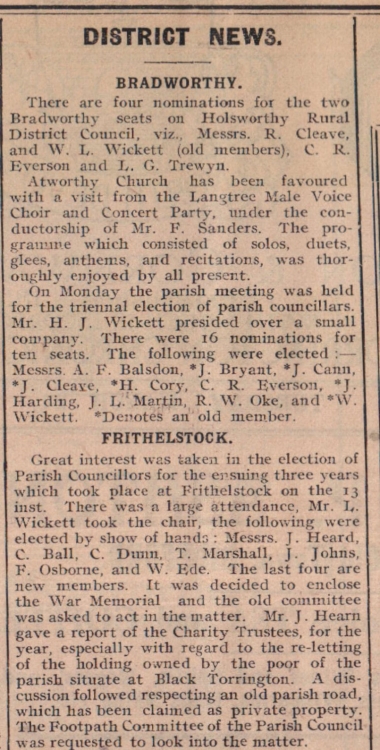 DISTRICT NEWS.
BRADWORTHY.
There are four nominations for the two
Bradworthy seats on Holsworthy Rural
District Council, viz., Messrs. R. Cleave,
and W. L. Wickett (old members), C. R.
Everson and L. G. Trewyn.
Atworthy Church has been favoured
with a visit from the Langtree Male Voice
Choir and Concert Party, under the con-
ductorship of Mr. F. Sanders. The pro-
gramme which consisted of solos, duets,
glees, anthems, and recitations, was thor-
oughly enjoyed by all present.
On Monday the parish meeting was held
for the triennal election of parish councillars.
Mr. H. J. Wickett presided over a small
company. There were 16 nominations for
ten seats. The following were elected :—
Messrs. A. F. Balsdon, *J. Bryant, *J. Cann,
*J. Cleave, *H. Cory, C. R. Everson, *J.
Harding, J. L. Martin, R. W. Oke, and *W.
Wickett. *Denotes an old member.
FRITHELSTOCK.
Great interest was taken in the election of
Parish Councillors for the ensuing three years
which took place at Frithelstock on the 13
inst. There was a large attendance, Mr. L.
Wickett took the chair, the following were
elected by show of hands : Messrs. J. Heard,
C. Ball, C. Dunn, T. Marshall, J. Johns,
F. Osborne, and W. Ede. The last four are
new members. It was decided to enclose
the War Memorial and the old committee
was asked to act in the matter. Mr. J. Hearn
gave a report of the Charity Trustees, for the
year, especially with regard to the re-letting
of the holding owned by the poor of the
parish situate at Black Torrington. A dis-
cussion followed respecting an old parish road,
which has been claimed as private property.
The Footpath Committee of the Parish Council
was requested to look into the matter.